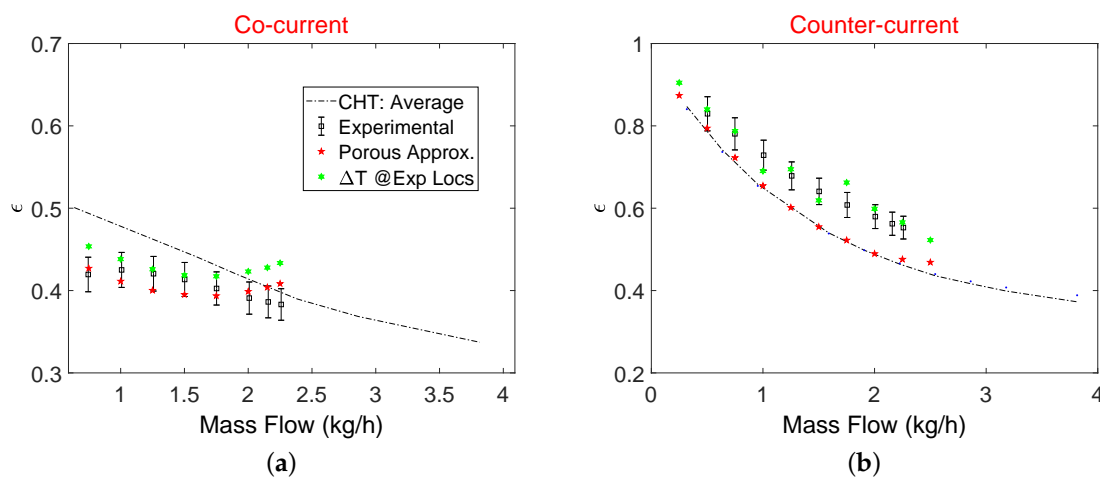 Co-current
0.7
0.6
0.5
0.4
0.3
ϵ
CHT: Average
Experimental
Porous Approx.
ΔT @Exp Locs
1 1.5 2 2.5 3 3.5 4
Mass Flow (kg/h)
(a)
Counter-current
1
0.8
0.6
0.4
0.2
ϵ
0 1 2 3 4
Mass Flow (kg/h)
(b)